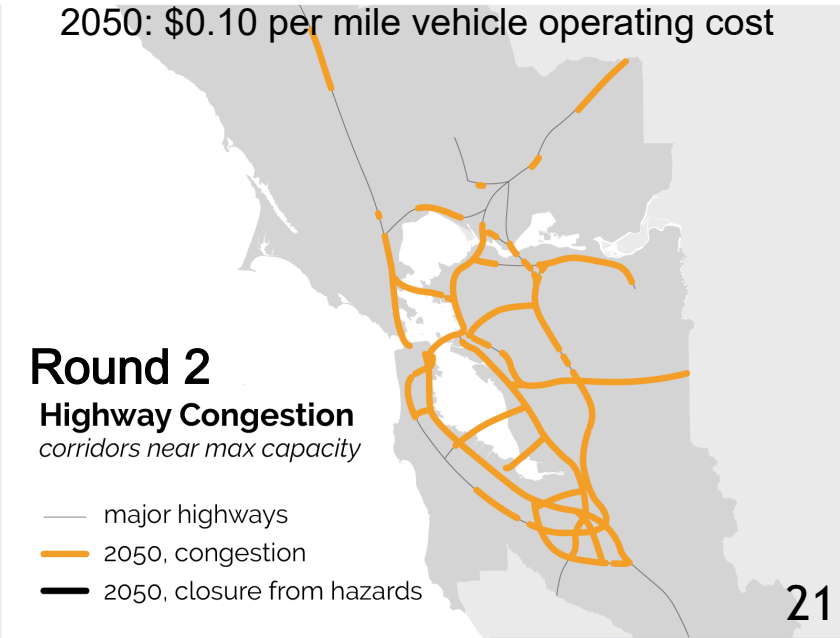 2050: $0.10 per mile vehicle operating cost
Round 2
Highway Congestion
corridors near max capacity
major highways
2050, congestion
2050, closure from hazards
21